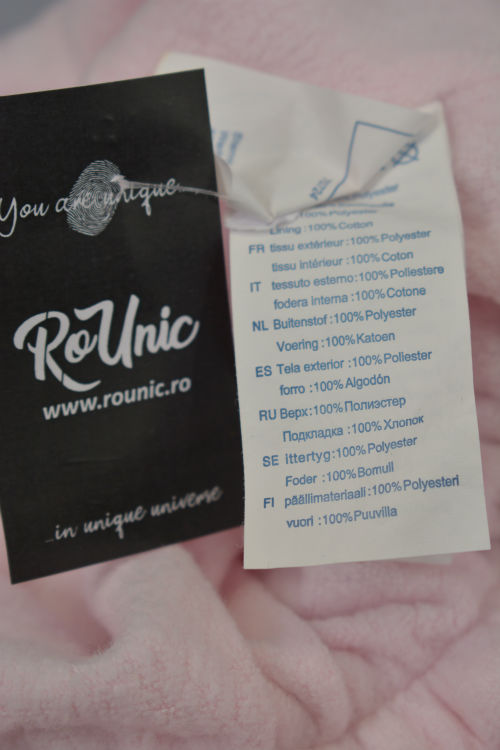 You are unique
RoUnic
www.rounic.ro
...in unique universe
:100% Polyester
Lining : 100% Cotton
FR tissu extérieur : 100% Polyester
tissu intérieur : 100% Coton
IT tessuto esterno : 100% Poliestere
fodera interna : 100% Cotone
NL Buitenstof : 100% Polyester
Voering : 100% Katoen
ES Tela exterior : 100% Poliester
forro : 100% Algodón
RU Верх: 100% Полиэстер
Подкладка : 100% Хлопок
SE ittertyg : 100% Polyester
Foder : 100% Bomull
FI päällimateriaali : 100% Polyesteri
vuori : 100% Puuvilla